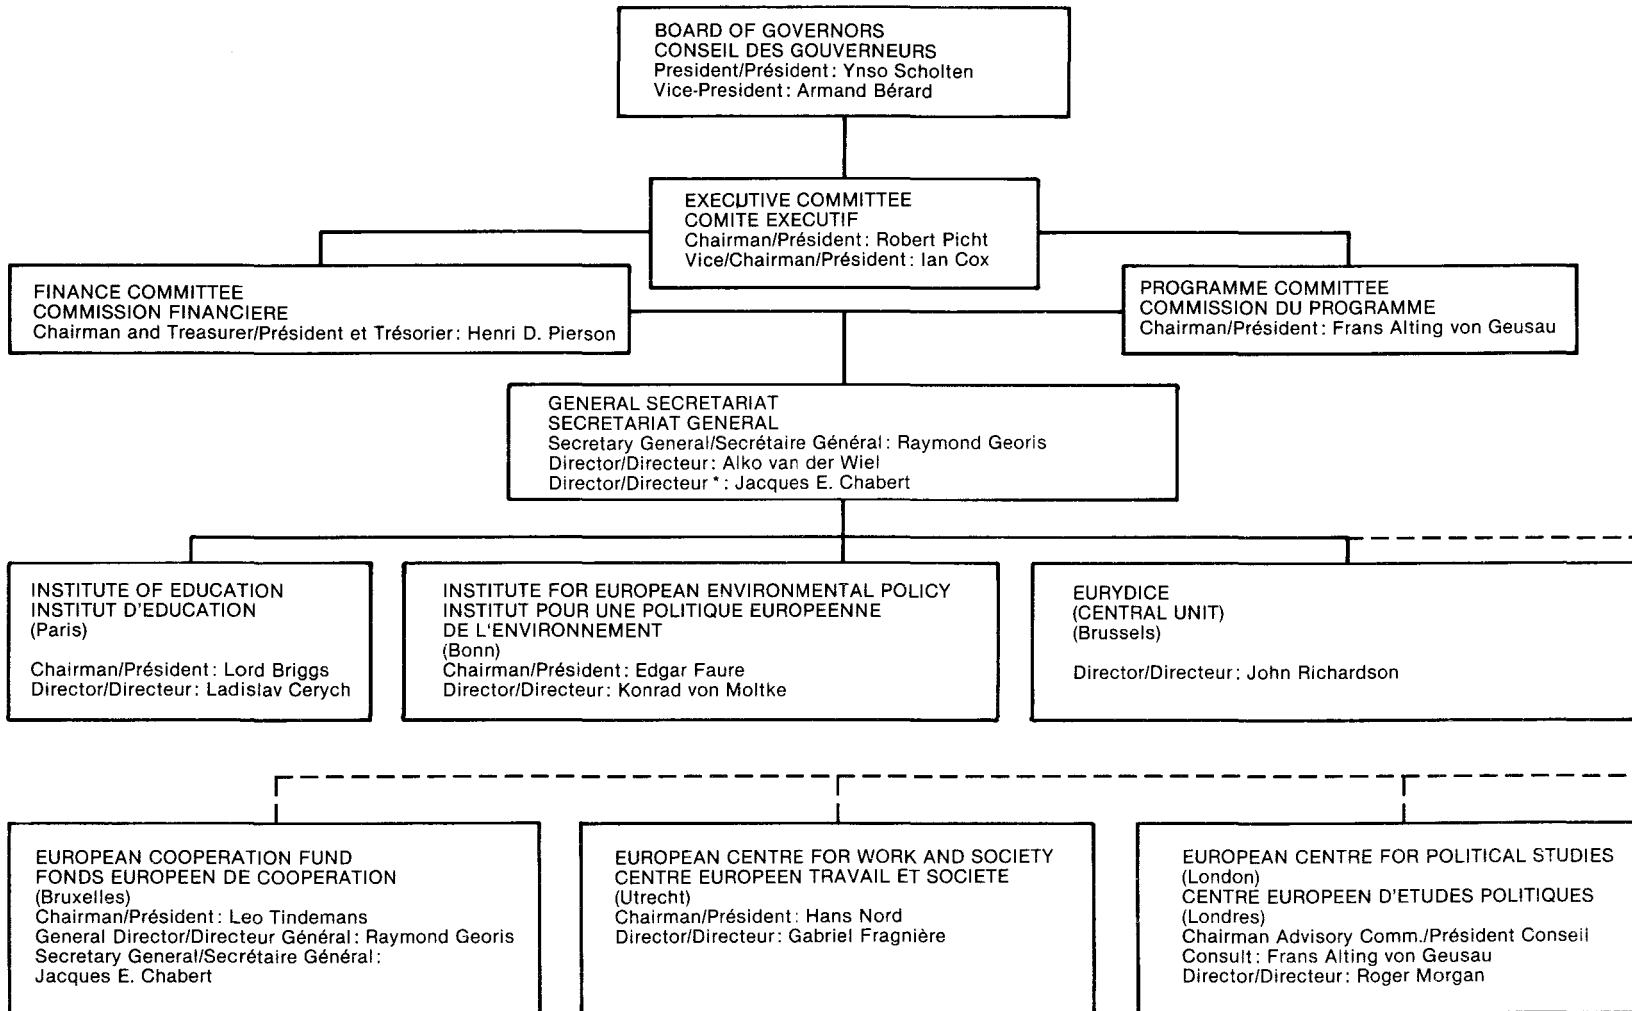 BOARD OF GOVERNORS
CONSEIL DES GOUVERNEURS
President/Président: Ynso Scholten
Vice-President: Armand Bérard
EXECUTIVE COMMITTEE
COMITE EXECUTIF
Chairman/Président: Robert Picht
Vice/Chairman/Président: Ian Cox
FINANCE COMMITTEE
COMMISSION FINANCIERE
Chairman and Treasurer/Président et Trésorier: Henri D. Pierson
PROGRAMME COMMITTEE
COMMISSION DU PROGRAMME
Chairman/Président: Frans Alting von Geusau
GENERAL SECRETARIAT
SECRETARIAT GENERAL
Secretary General/Secrétaire Général: Raymond Georis
Director/Directeur: Alko van der Wiel
Director/Directeur*: Jacques E. Chabert
INSTITUTE OF EDUCATION
INSTITUT D'EDUCATION
(Paris)
Chairman/Président: Lord Briggs
Director/Directeur: Ladislav Cerych
INSTITUTE FOR EUROPEAN ENVIRONMENTAL POLICY
INSTITUT POUR UNE POLITIQUE EUROPEENNE
DE L'ENVIRONNEMENT
(Bonn)
Chairman/Président: Edgar Faure
Director/Directeur: Konrad von Moltke
EURYDICE
(CENTRAL UNIT)
(Brussels)
Director/Directeur: John Richardson
EUROPEAN COOPERATION FUND
FONDS EUROPEEN DE COOPERATION
(Bruxelles)
Chairman/Président: Leo Tindemans
General Director/Directeur Général: Raymond Georis
Secretary General/Secrétaire Général:
Jacques E. Chabert
EUROPEAN CENTRE FOR WORK AND SOCIETY
CENTRE EUROPEEN TRAVAIL ET SOCIETE
(Utrecht)
Chairman/Président: Hans Nord
Director/Directeur: Gabriel Fragnière
EUROPEAN CENTRE FOR POLITICAL STUDIES
(London)
CENTRE EUROPEEN D'ETUDES POLITIQUES
(Londres)
Chairman Advisory Comm./Président Conseil
Consult: Frans Alting von Geusau
Director/Directeur: Roger Morgan